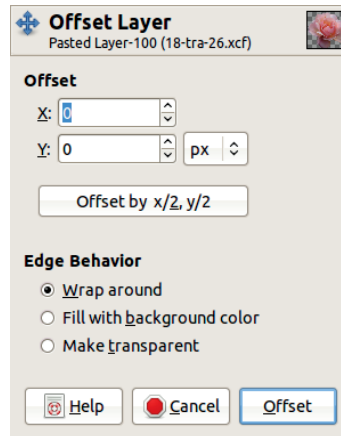 Offset Layer
Pasted Layer-100 (18-tra-26.xcf)
Offset
X: 0
Y: 0 px
Offset by x/2, y/2
Edge Behavior
Wrap around
Fill with background color
Make transparent
Help Cancel Offset